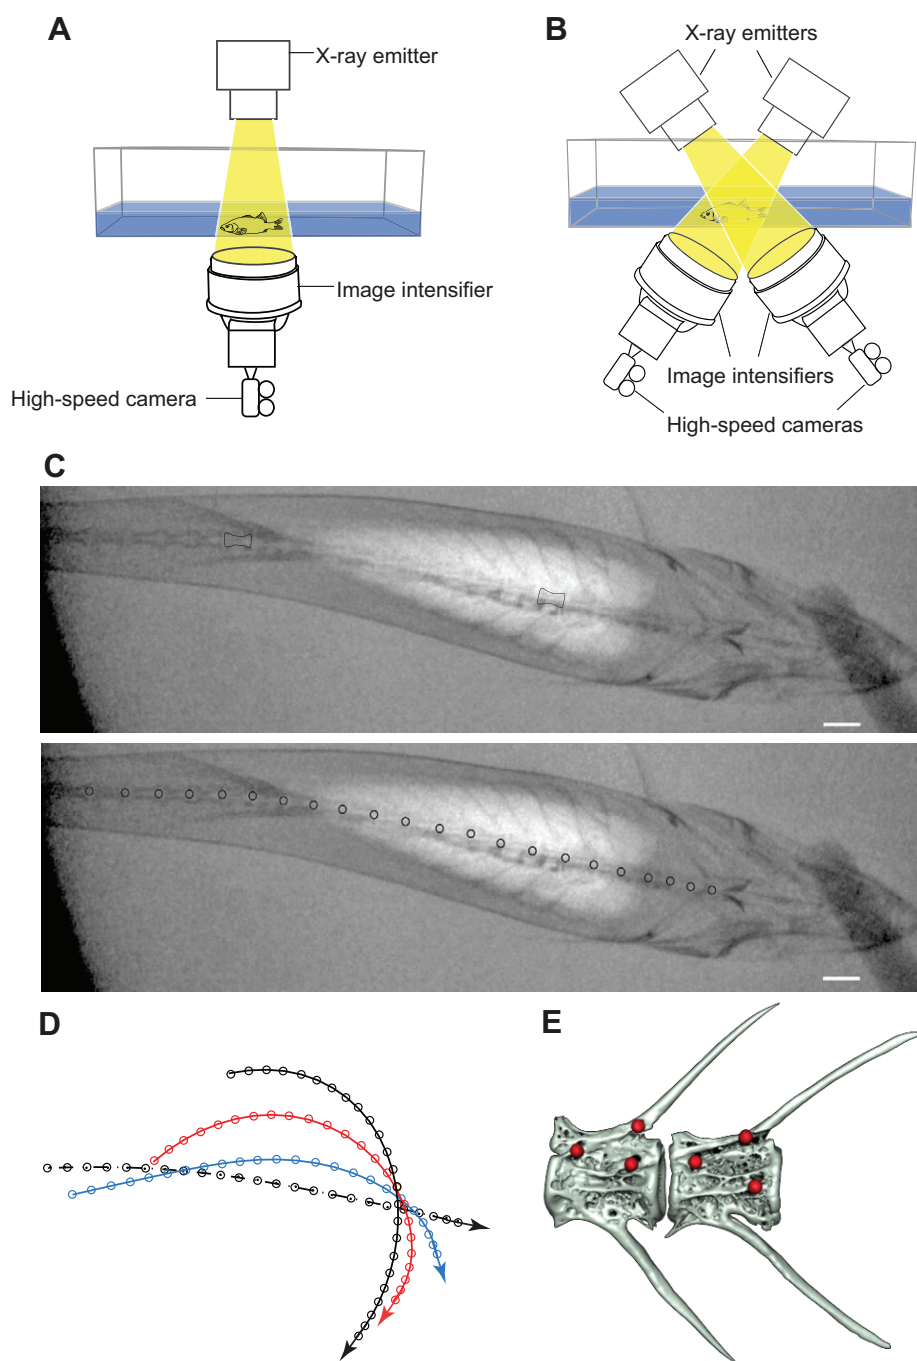 A
X-ray emitter
Image intensifier
High-speed camera
B
X-ray emitters
Image intensifiers
High-speed cameras
C
D
E